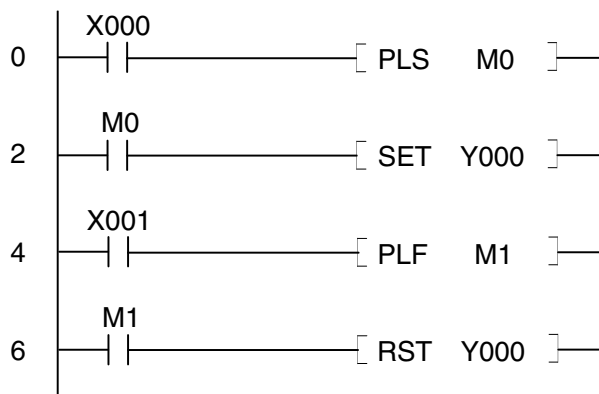 X000
0 PLS M0
M0
2 SET Y000
X001
4 PLF M1
M1
6 RST Y000